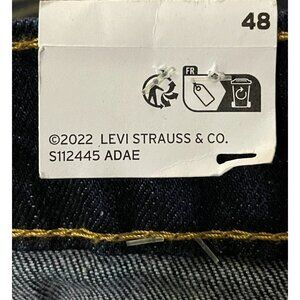 48
FR
©2022 LEVI STRAUSS & CO.
S112445 ADAE